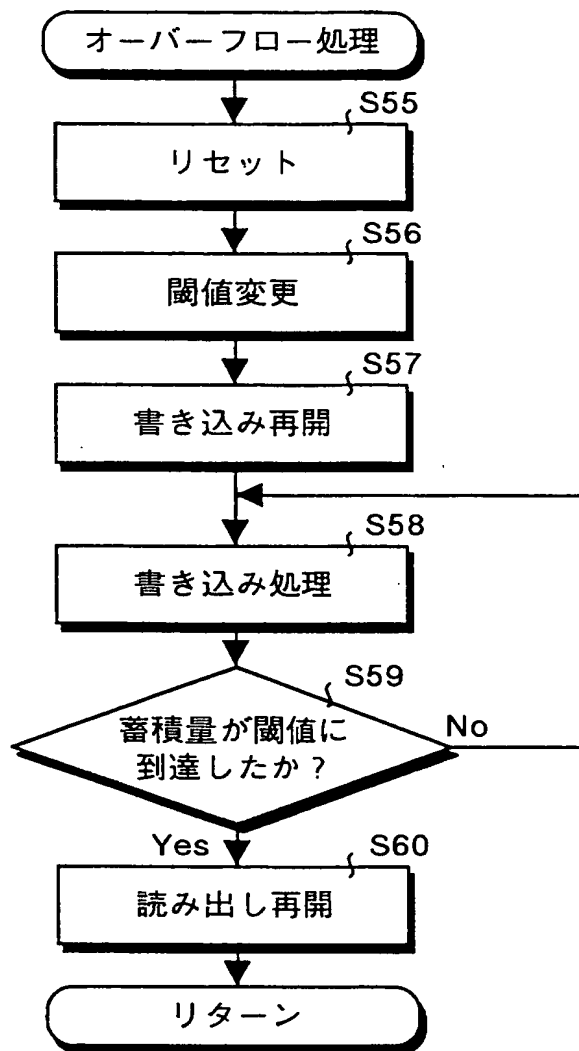 オーバーフロー処理
S55
リセット
S56
閾値変更
S57
書き込み再開
S58
書き込み処理
S59
蓄積量が閾値に
到達したか?
No
Yes
S60
読み出し再開
リターン